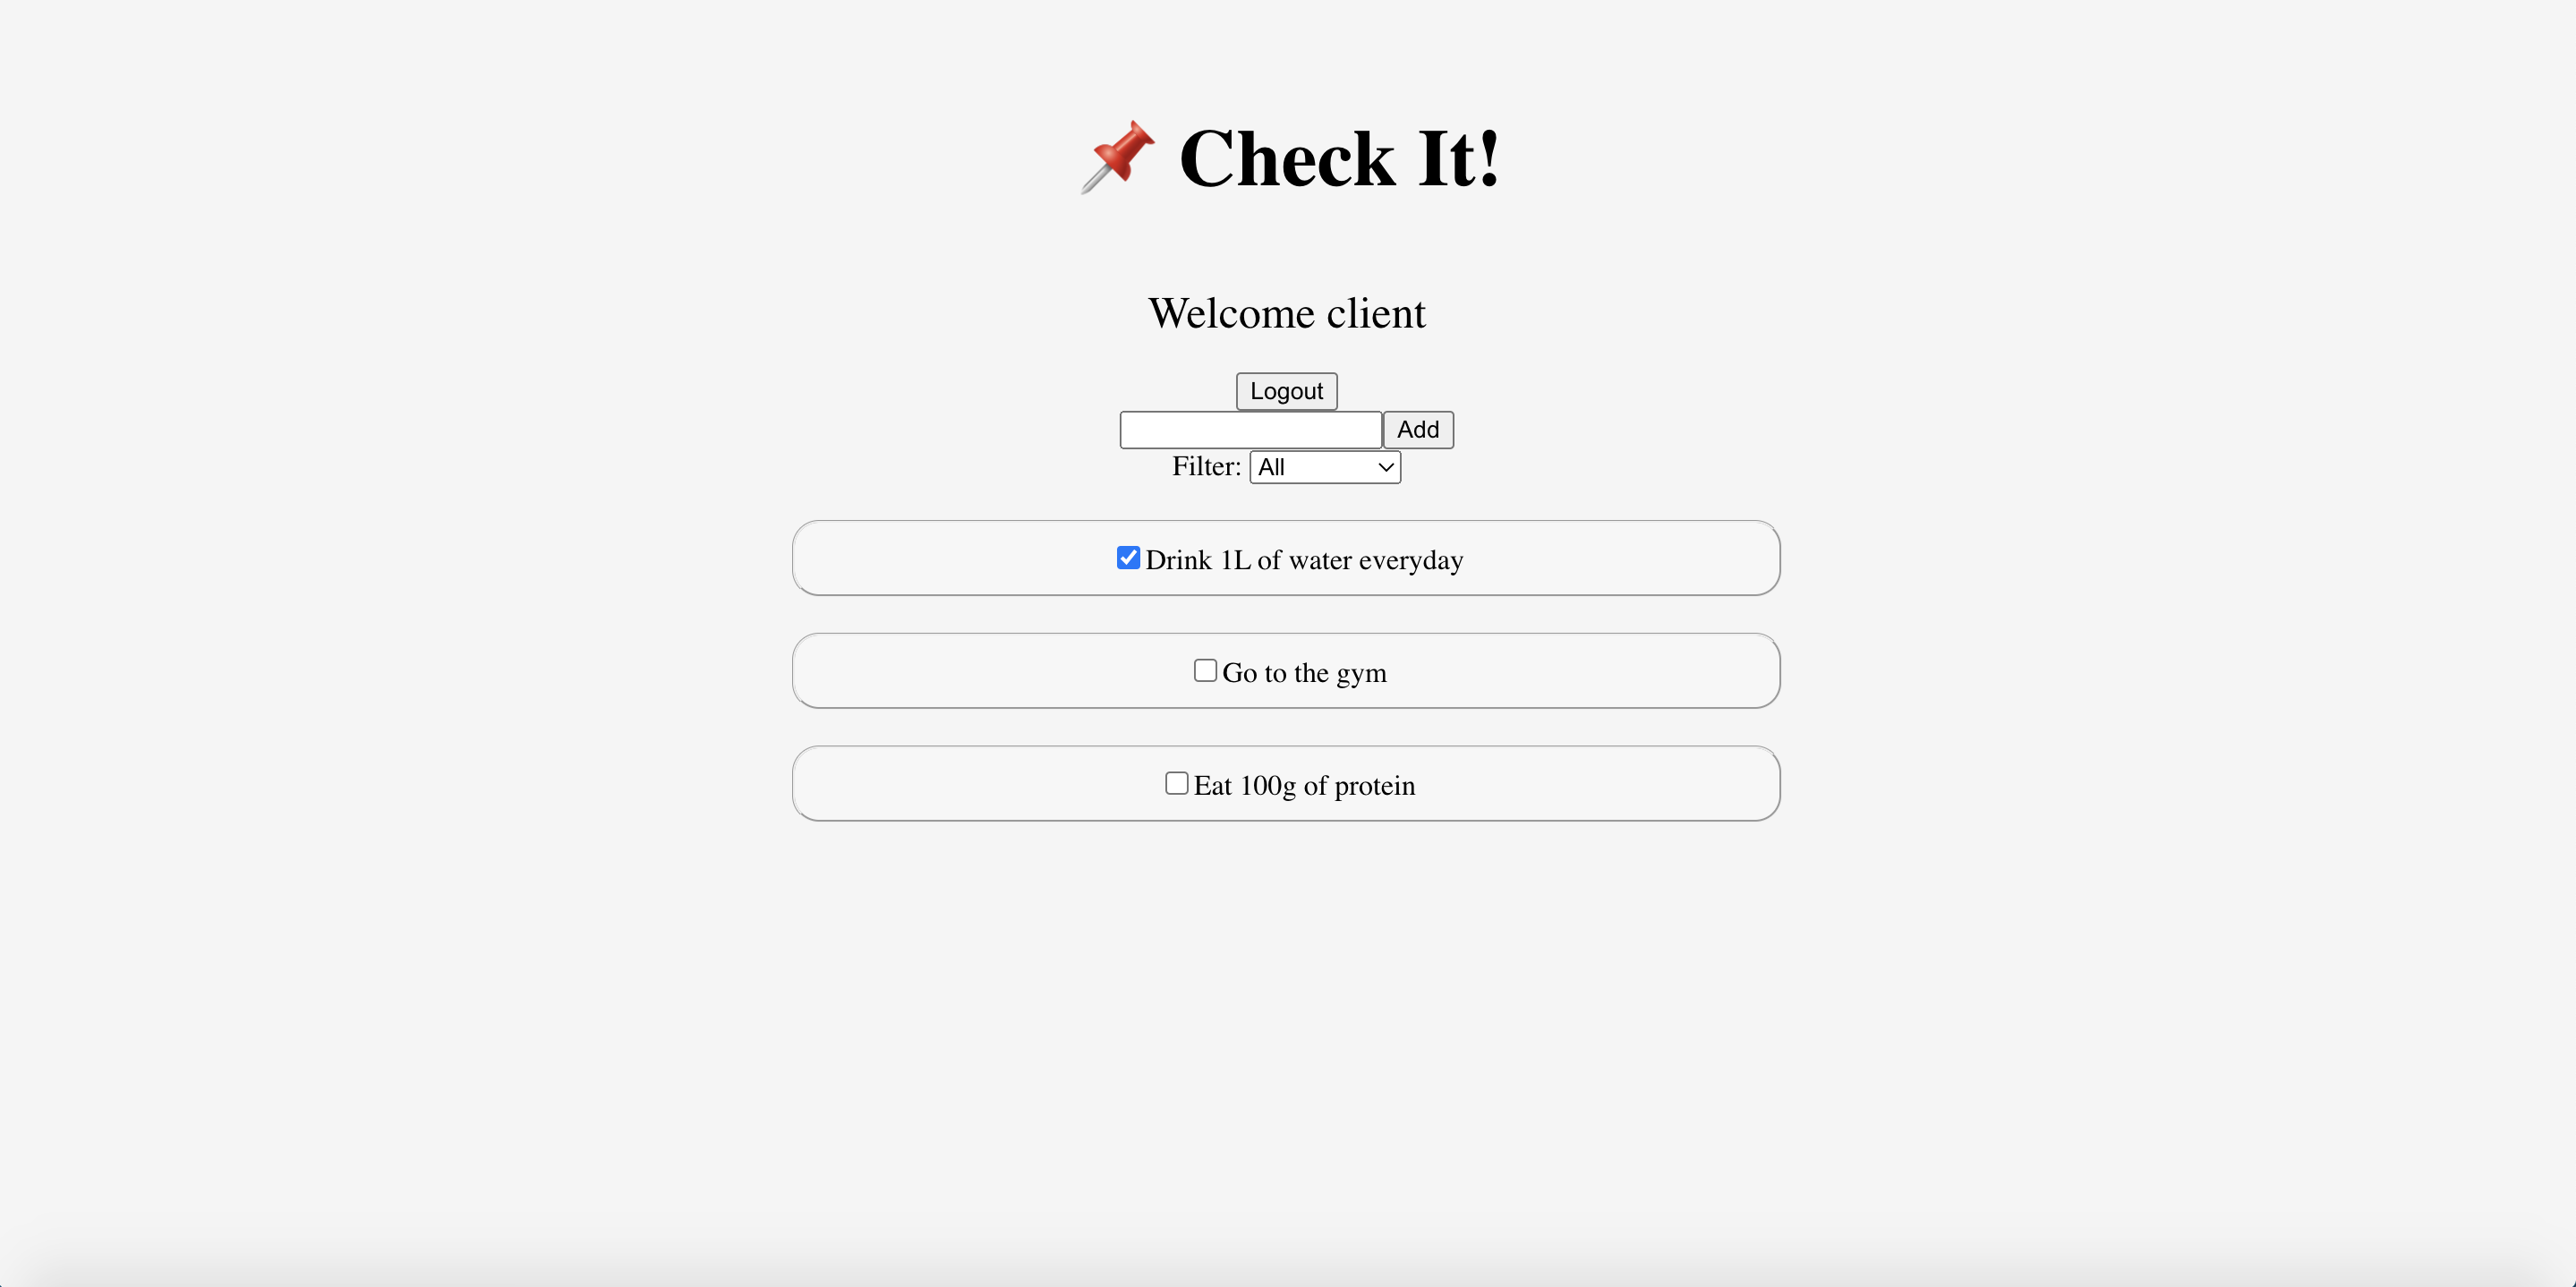 📌 Check It!
Welcome client
Logout
Add
Filter: All
Drink 1L of water everyday
Go to the gym
Eat 100g of protein